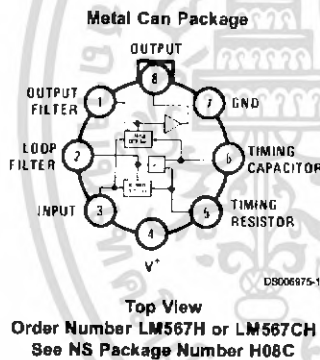 Metal Can Package
OUTPUT
8
OUTPUT FILTER
1
7
GND
LOOP FILTER
2
6
TIMING CAPACITOR
INPUT
3
5
TIMING RESISTOR
4
V+
DS006975-1
Top View
Order Number LM567H or LM567CH
See NS Package Number H08C